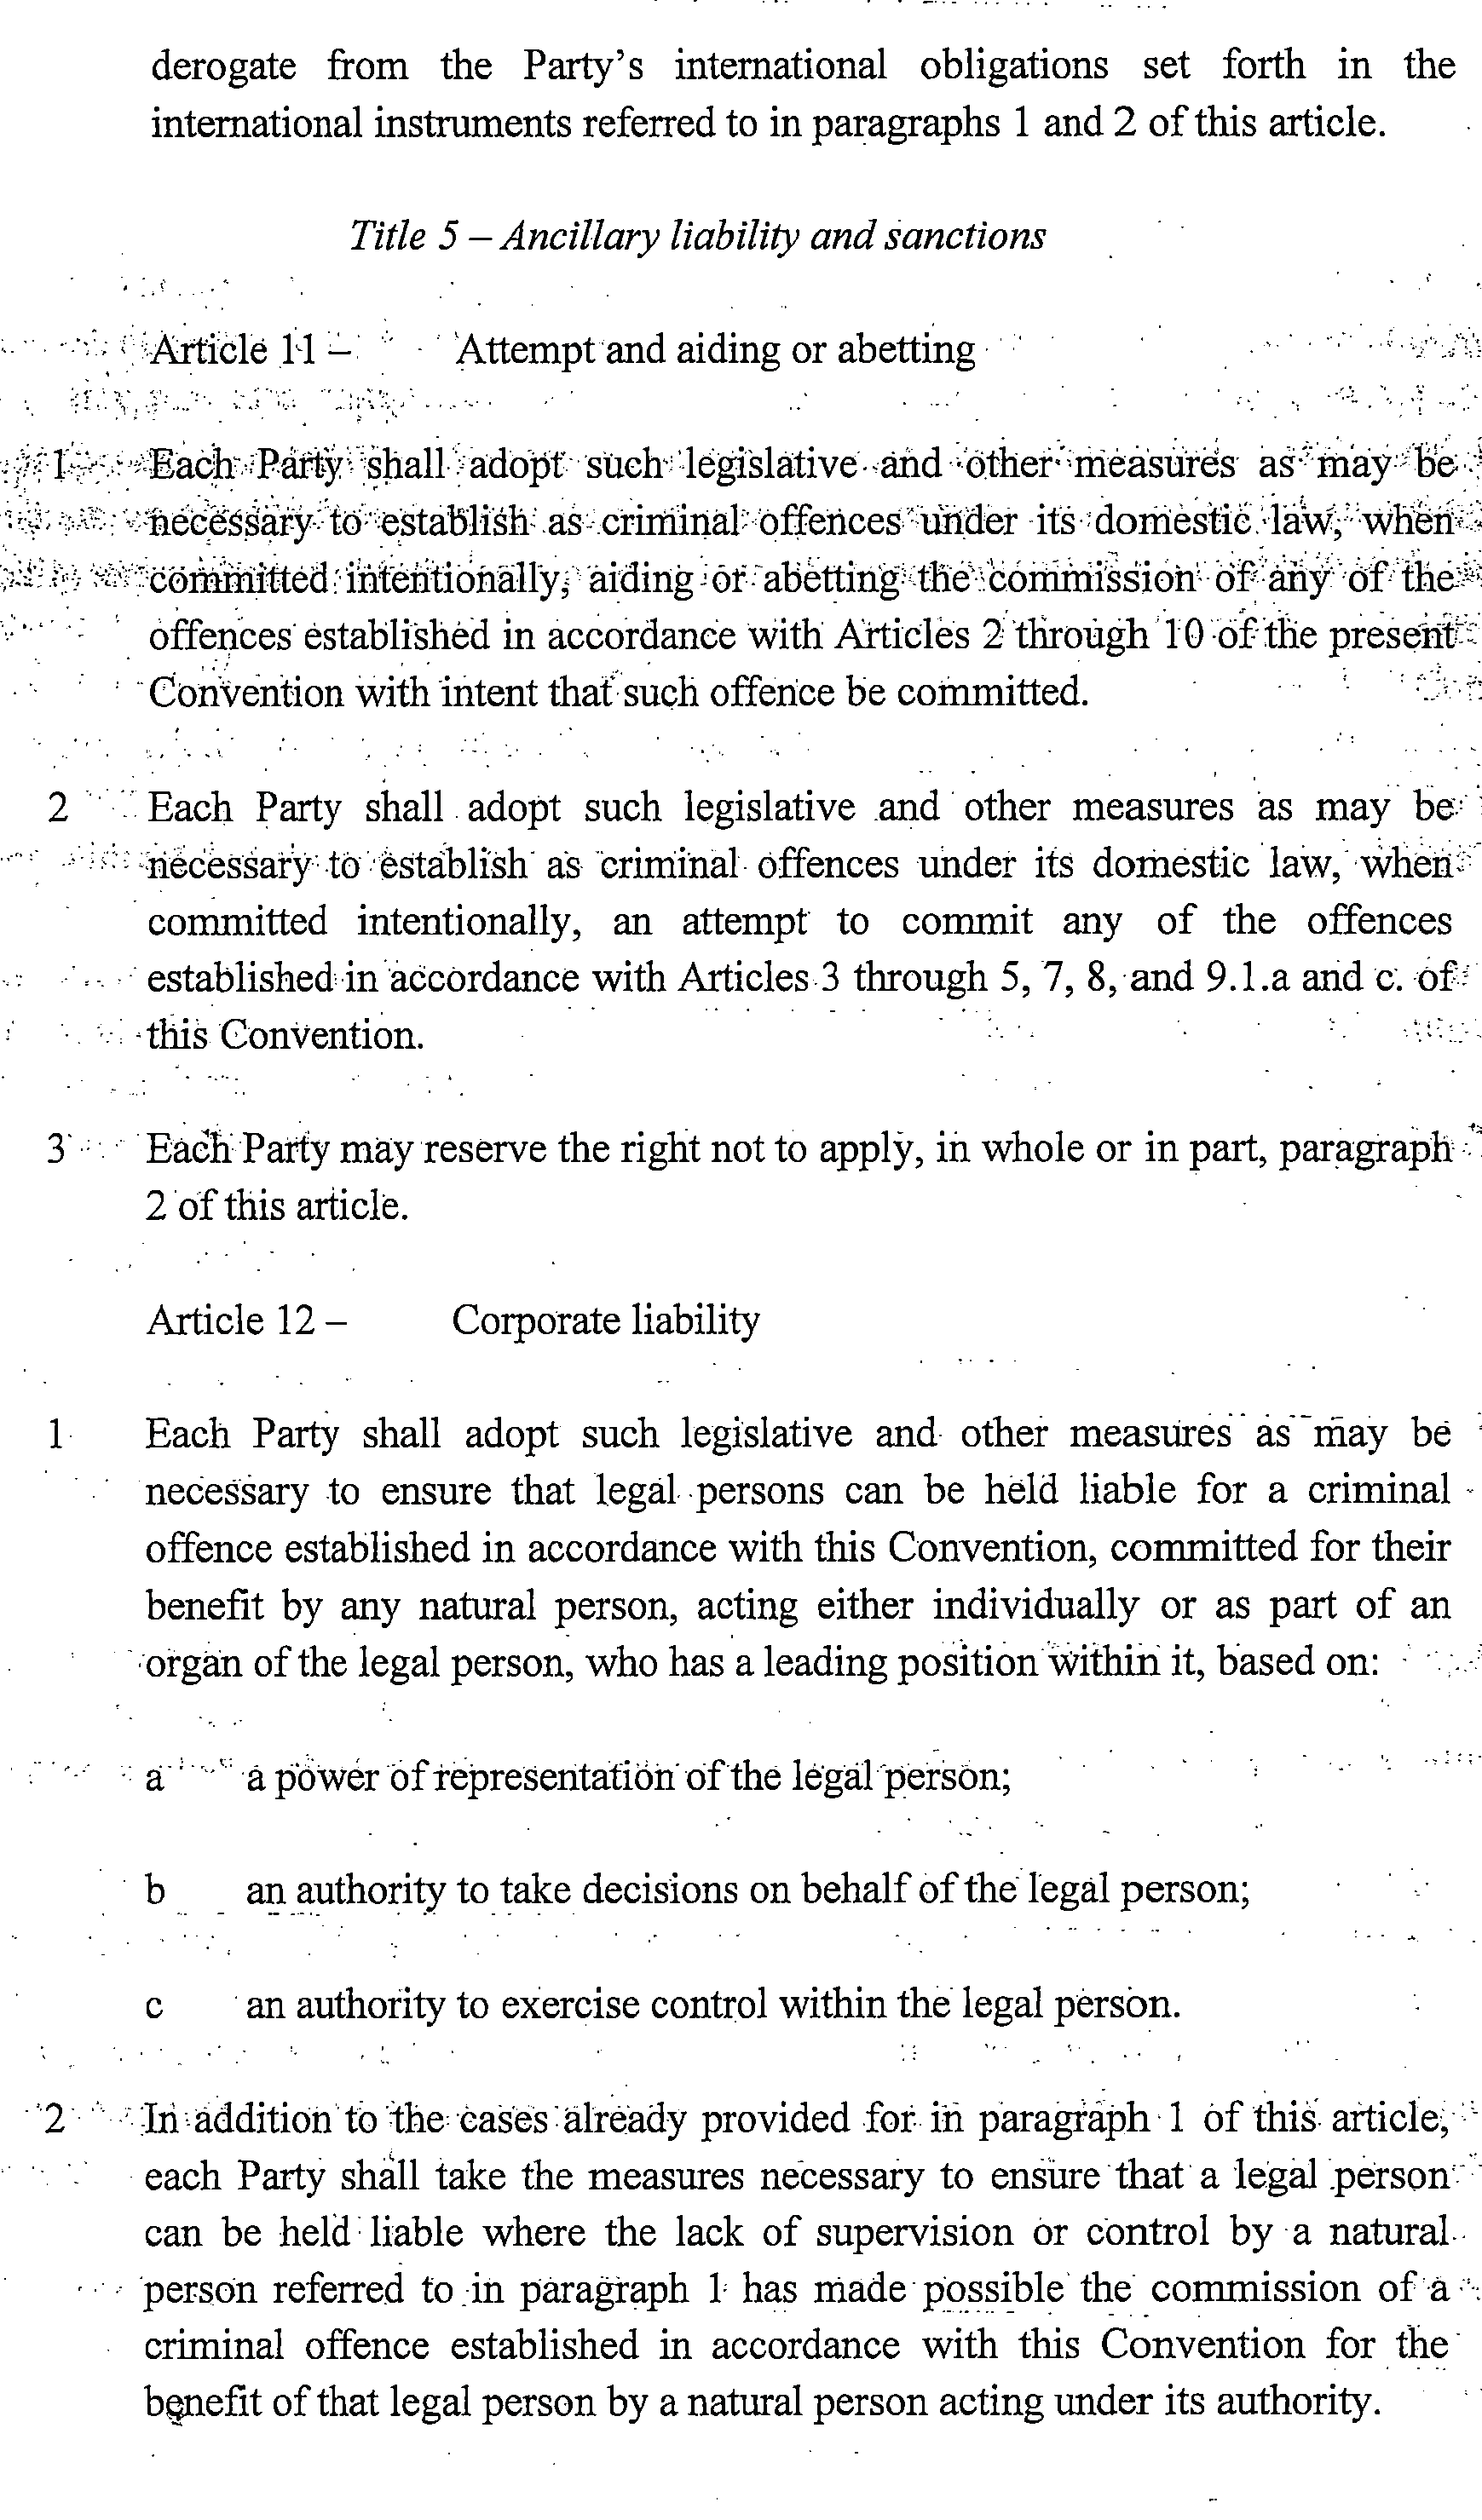 derogate from the Party's international obligations set forth in the
international instruments referred to in paragraphs 1 and 2 of this article.
Title 5 – Ancillary liability and sanctions
Article 11 – Attempt and aiding or abetting
1 Each Party shall adopt such legislative and other measures as may be
necessary to establish as criminal offences under its domestic law, when
committed intentionally, aiding or abetting the commission of any of the
offences established in accordance with Articles 2 through 10 of the present
Convention with intent that such offence be committed.
2 Each Party shall adopt such legislative and other measures as may be
necessary to establish as criminal offences under its domestic law, when
committed intentionally, an attempt to commit any of the offences
established in accordance with Articles 3 through 5, 7, 8, and 9.1.a and c. of
this Convention.
3 Each Party may reserve the right not to apply, in whole or in part, paragraph
2 of this article.
Article 12 – Corporate liability
1 Each Party shall adopt such legislative and other measures as may be
necessary to ensure that legal persons can be held liable for a criminal
offence established in accordance with this Convention, committed for their
benefit by any natural person, acting either individually or as part of an
organ of the legal person, who has a leading position within it, based on:
a a power of representation of the legal person;
b an authority to take decisions on behalf of the legal person;
c an authority to exercise control within the legal person.
2 In addition to the cases already provided for in paragraph 1 of this article,
each Party shall take the measures necessary to ensure that a legal person
can be held liable where the lack of supervision or control by a natural
person referred to in paragraph 1 has made possible the commission of a
criminal offence established in accordance with this Convention for the
benefit of that legal person by a natural person acting under its authority.